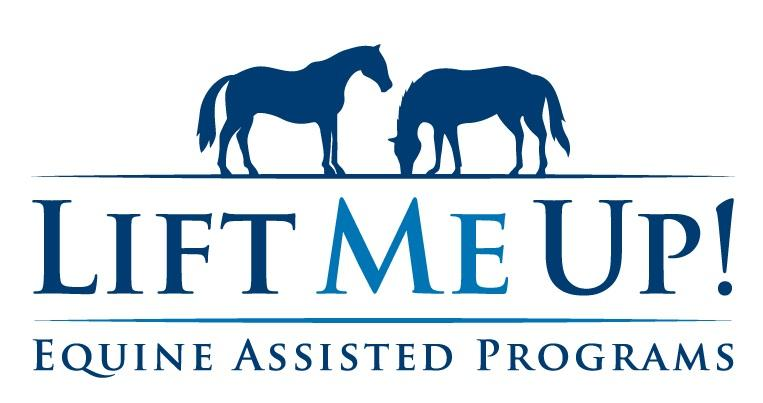 LIFT ME UP!
EQUINE ASSISTED PROGRAMS